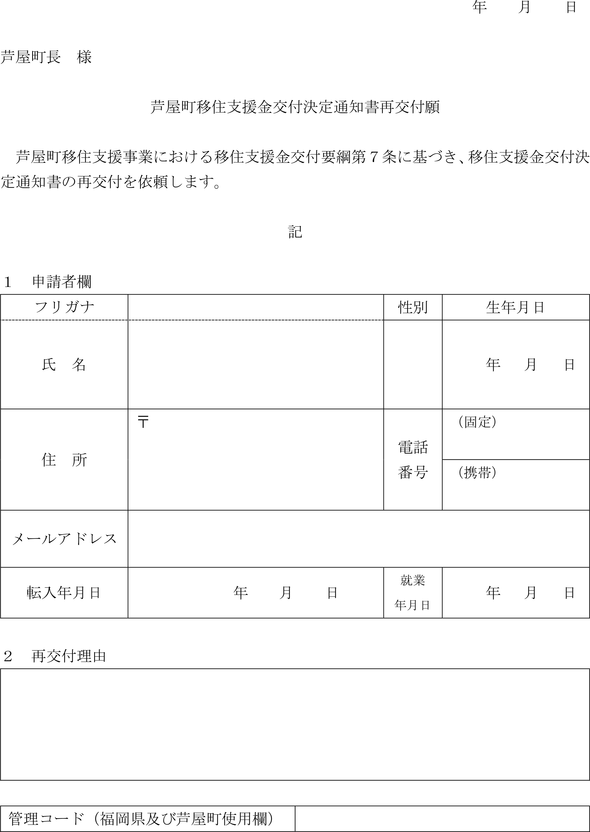 年　　月　　日
芦屋町長　様
芦屋町移住支援金交付決定通知書再交付願
芦屋町移住支援事業における移住支援金交付要綱第７条に基づき、移住支援金交付決
定通知書の再交付を依頼します。
記
１　申請者欄
フリガナ　性別　生年月日
氏　名　年　月　日
住　所　〒　電話番号　（固定）
（携帯）
メールアドレス
転入年月日　年　　月　　日　就業年月日　年　月　日
２　再交付理由
管理コード（福岡県及び芦屋町使用欄）